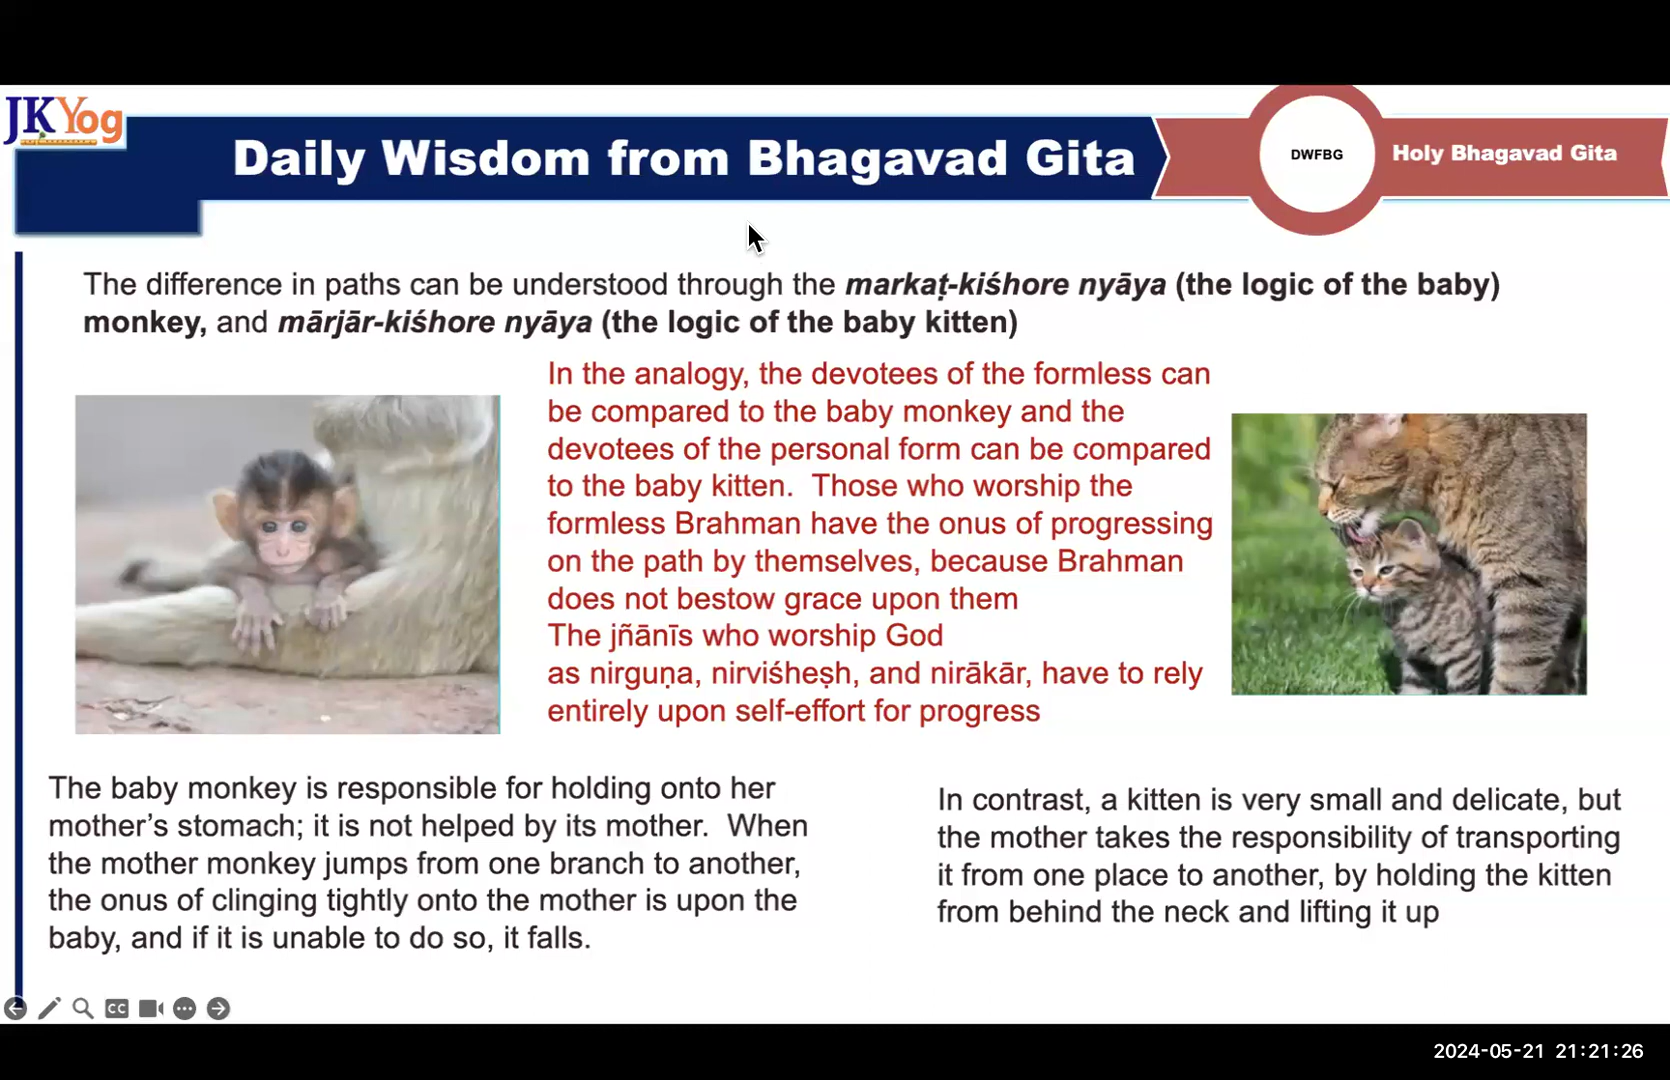 JKYog
Daily Wisdom from Bhagavad Gita
DWFBG
Holy Bhagavad Gita
The difference in paths can be understood through the markaṭ-kiśhore nyāya (the logic of the baby)
monkey, and mārjār-kiśhore nyāya (the logic of the baby kitten)
In the analogy, the devotees of the formless can
be compared to the baby monkey and the
devotees of the personal form can be compared
to the baby kitten.  Those who worship the
formless Brahman have the onus of progressing
on the path by themselves, because Brahman
does not bestow grace upon them
The jñānīs who worship God
as nirguṇa, nirviśheṣh, and nirākār, have to rely
entirely upon self-effort for progress
The baby monkey is responsible for holding onto her
mother’s stomach; it is not helped by its mother.  When
the mother monkey jumps from one branch to another,
the onus of clinging tightly onto the mother is upon the
baby, and if it is unable to do so, it falls.
In contrast, a kitten is very small and delicate, but
the mother takes the responsibility of transporting
it from one place to another, by holding the kitten
from behind the neck and lifting it up
CC
2024-05-21 21:21:26